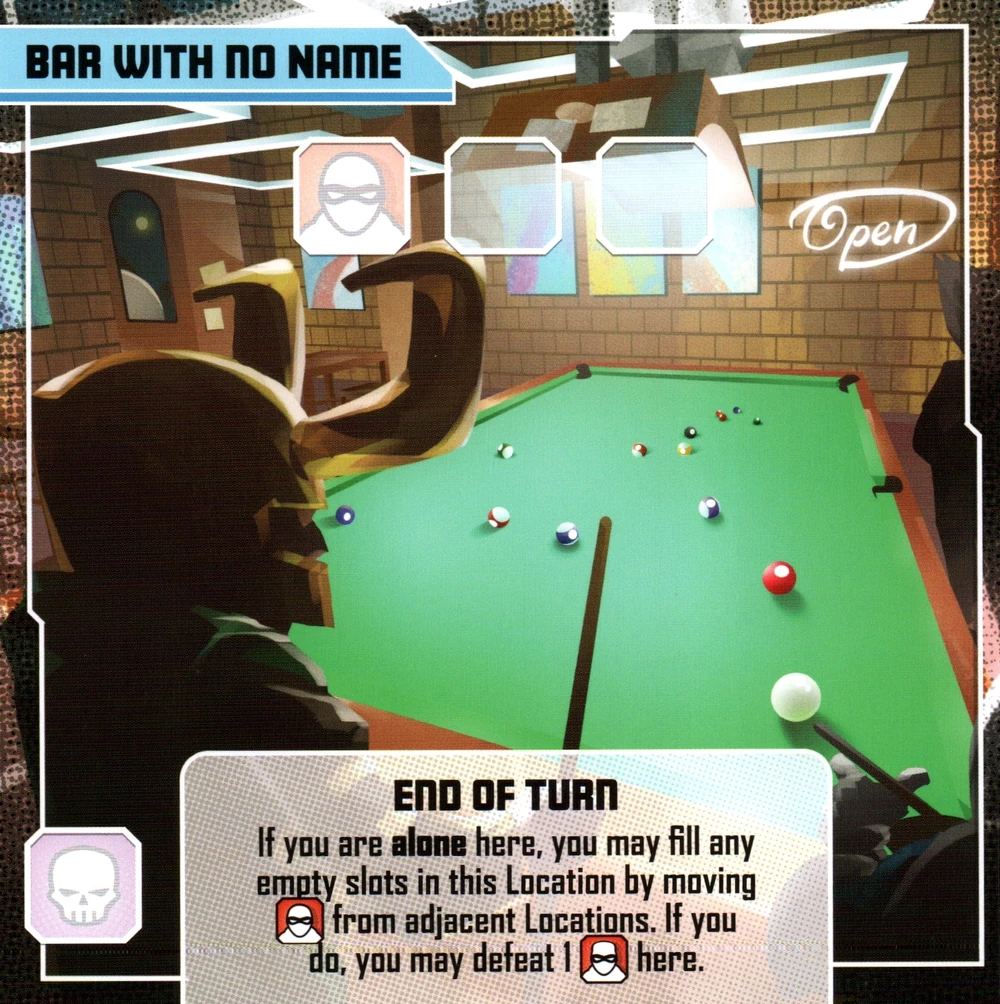 BAR WITH NO NAME
Open
END OF TURN
If you are alone here, you may fill any
empty slots in this Location by moving
from adjacent Locations. If you
do, you may defeat 1 here.